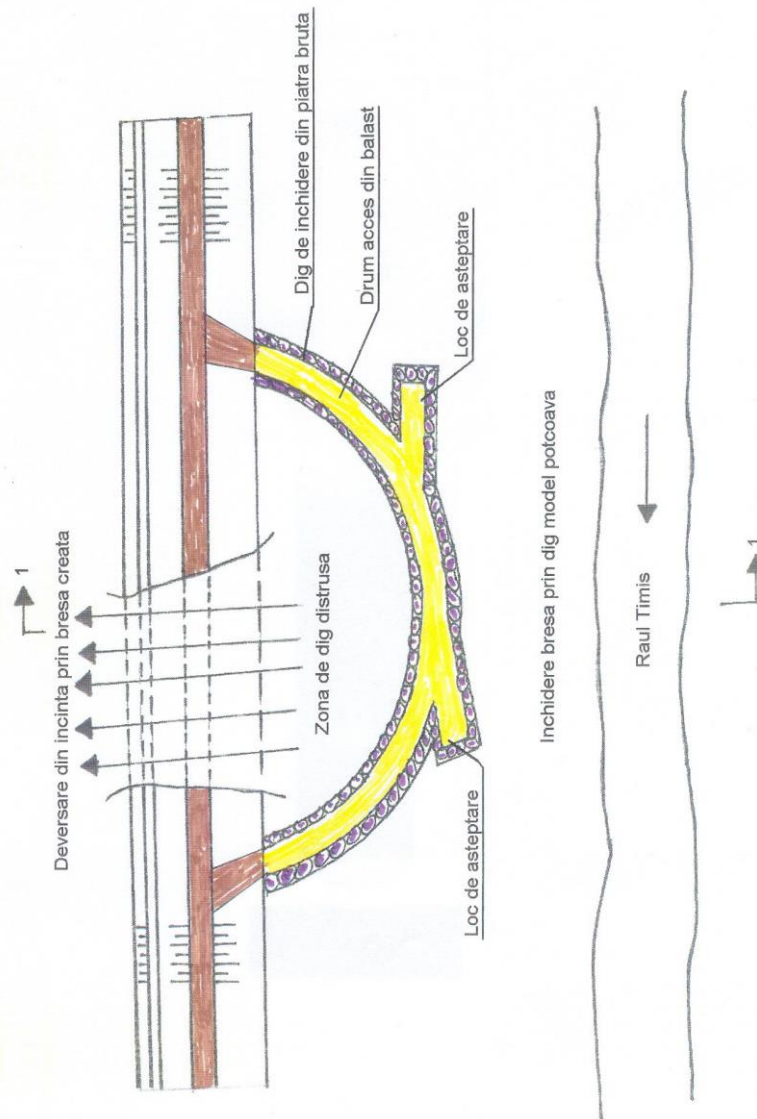 1
Deversare din incinta prin bresa creata
Zona de dig distrusa
Dig de inchidere din piatra bruta
Drum acces din balast
Loc de asteptare
Loc de asteptare
Inchidere bresa prin dig model potcoava
Raul Timis
1